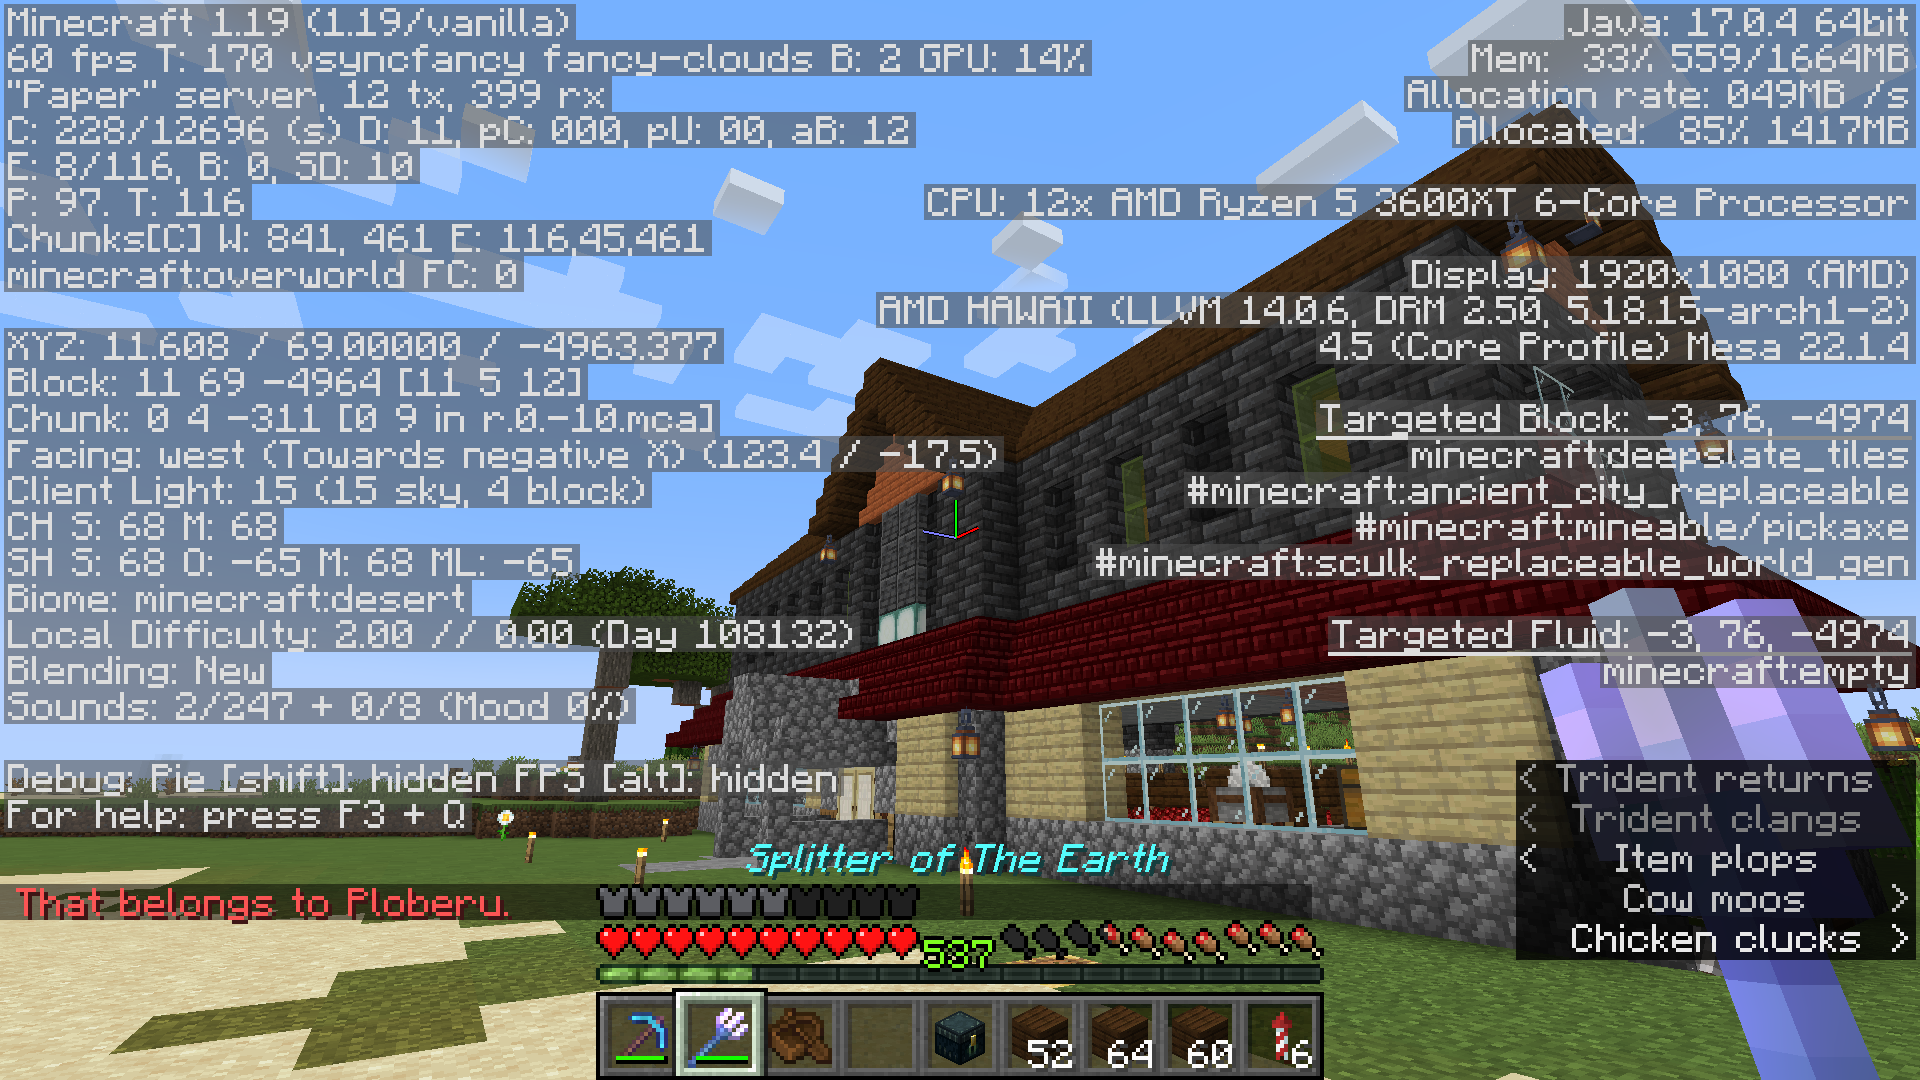 Minecraft 1.19 (1.19/vanilla)
60 fps T: 170 vsyncfancy fancy-clouds B: 2 GPU: 14%
"Paper" server, 12 tx, 399 rx
C: 228/12696 (s) D: 11, pC: 000, pU: 00, aB: 12
E: 8/116, B: 0, SD: 10
P: 97. T: 116
Chunks[C] W: 841, 461 E: 116,45,461
minecraft:overworld FC: 0
XYZ: 11.608 / 69.00000 / -4963.377
Block: 11 69 -4964 [11 5 12]
Chunk: 0 4 -311 [0 9 in r.0.-10.mca]
Facing: west (Towards negative X) (123.4 / -17.5)
Client Light: 15 (15 sky, 4 block)
CH S: 68 M: 68
SH S: 68 O: -65 M: 68 ML: -65
Biome: minecraft:desert
Local Difficulty: 2.00 // 0.00 (Day 108132)
Blending: New
Sounds: 2/247 + 0/8 (Mood 0%)
Debug: Pie [shift]: hidden FPS [alt]: hidden
For help: press F3 + Q
Java: 17.0.4 64bit
Mem: 33% 559/1664MB
Allocation rate: 049MB /s
Allocated: 85% 1417MB
CPU: 12x AMD Ryzen 5 3600XT 6-Core Processor
Display: 1920x1080 (AMD)
AMD HAWAII (LLVM 14.0.6, DRM 2.50, 5.18.15-arch1-2)
4.5 (Core Profile) Mesa 22.1.4
Targeted Block: -3, 76, -4974
minecraft:deepslate_tiles
#minecraft:ancient_city_replaceable
#minecraft:mineable/pickaxe
#minecraft:sculk_replaceable_world_gen
Targeted Fluid: -3, 76, -4974
minecraft:empty
< Trident returns
< Trident clangs
< Item plops
Cow moos >
Chicken clucks >
Splitter of The Earth
That belongs to Ploberu.
537
52
64
60
6